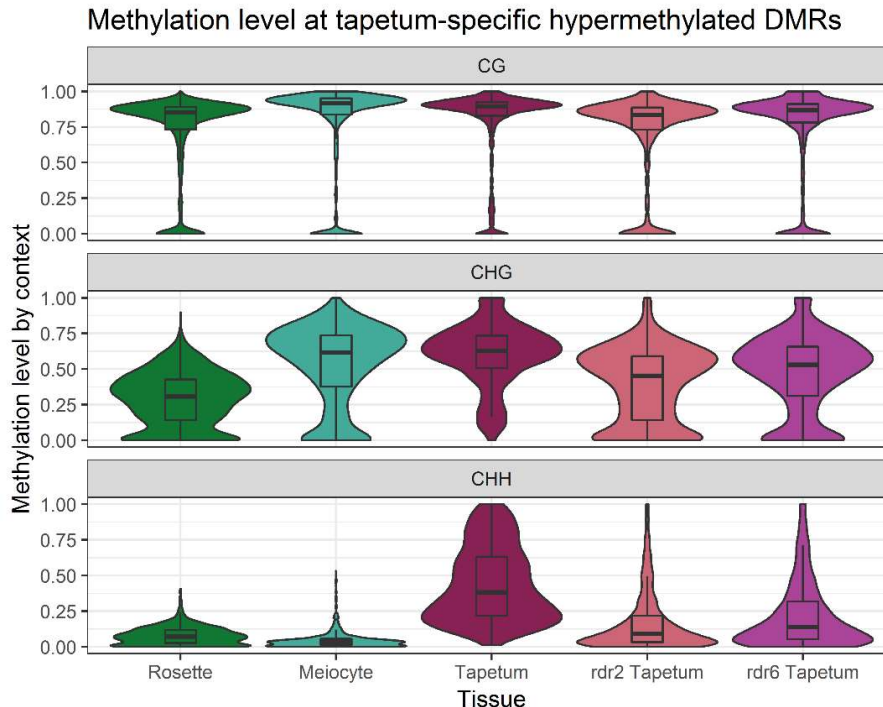 Methylation level at tapetum-specific hypermethylated DMRs
CG
1.00
0.75
0.50
0.25
0.00
CHG
1.00
0.75
0.50
0.25
0.00
CHH
1.00
0.75
0.50
0.25
0.00
Methylation level by context
Rosette Meiocyte Tapetum rdr2 Tapetum rdr6 Tapetum
Tissue